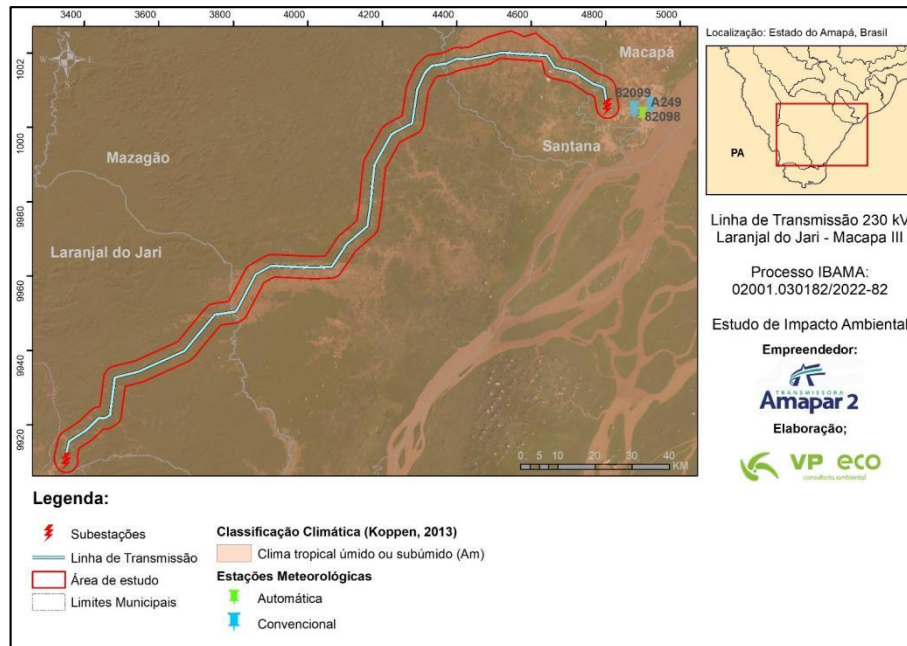 3400 3600 3800 4000 4200 4400 4600 4800 5000
1002
1000
9980
9960
9940
9920
N
W E
S
Macapá
82099
A249
82098
Santana
Mazagão
Laranjal do Jari
0 5 10 20 30 40
KM
Localização: Estado do Amapá, Brasil
PA
Linha de Transmissão 230 kV
Laranjal do Jari - Macapa III
Processo IBAMA:
02001.030182/2022-82
Estudo de Impacto Ambiental
Empreendedor:
TRANSMISSORA
Amapar 2
Elaboração;
VP eco
consultoria ambiental
Legenda:
Subestações
Linha de Transmissão
Área de estudo
Limites Municipais
Classificação Climática (Koppen, 2013)
Clima tropical úmido ou subúmido (Am)
Estações Meteorológicas
Automática
Convencional